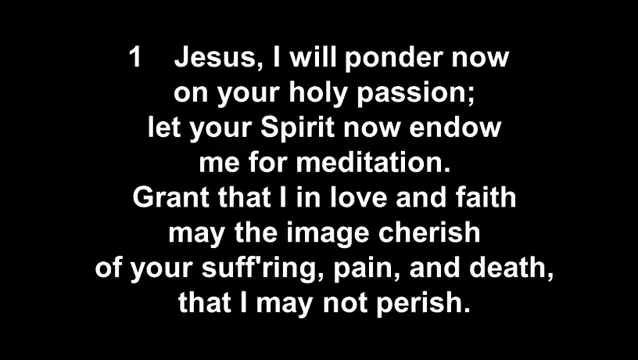 1 Jesus, I will ponder now
on your holy passion;
let your Spirit now endow
me for meditation.
Grant that I in love and faith
may the image cherish
of your suff'ring, pain, and death,
that I may not perish.